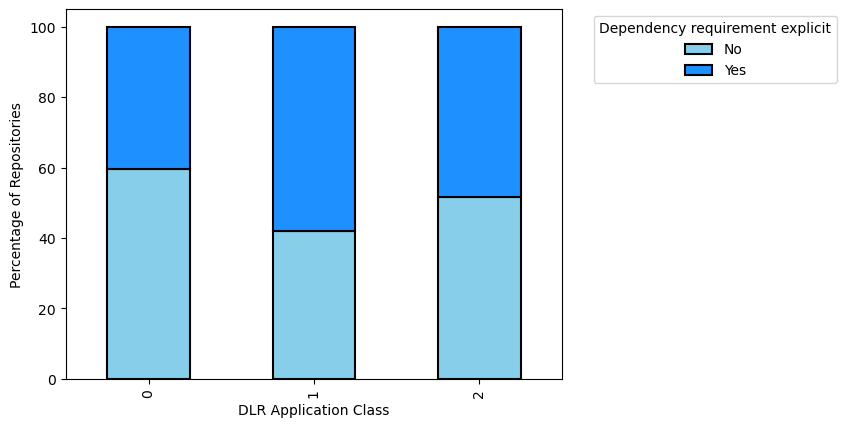 Dependency requirement explicit
No
Yes
Percentage of Repositories
100
80
60
40
20
0
0
1
2
DLR Application Class